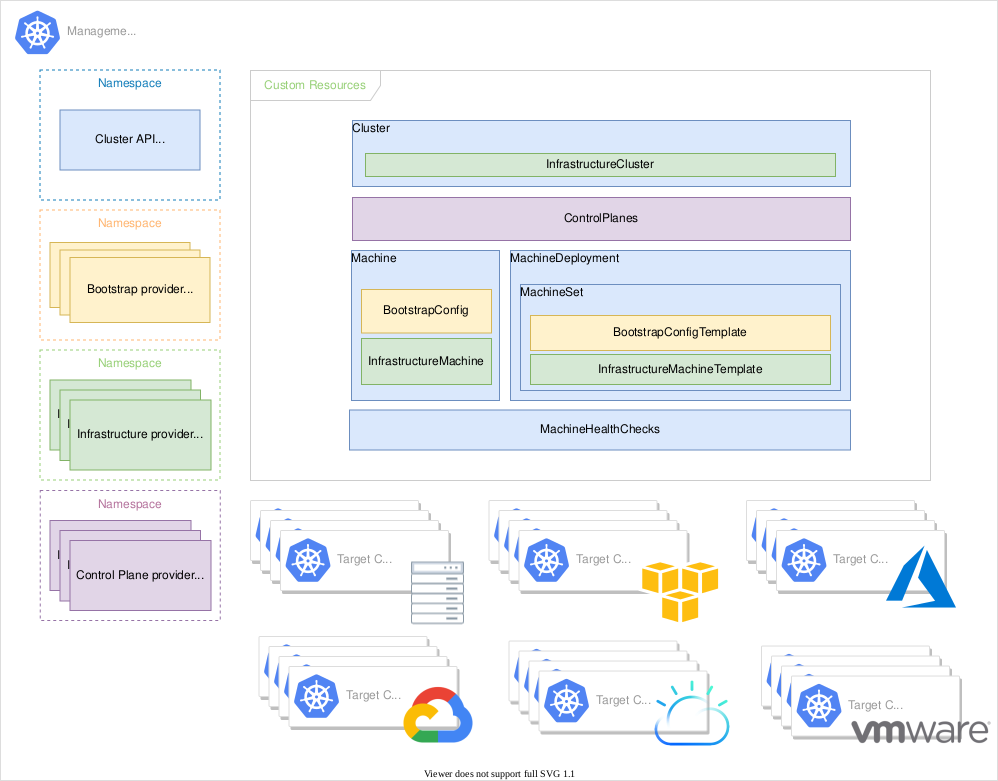 Manageme...
Namespace
Cluster API...
Namespace
Bootstrap provider...
Namespace
I
I
Infrastructure provider...
Namespace
Control Plane provider...
Custom Resources
Cluster
InfrastructureCluster
ControlPlanes
Machine
BootstrapConfig
InfrastructureMachine
MachineDeployment
MachineSet
BootstrapConfigTemplate
InfrastructureMachineTemplate
MachineHealthChecks
Target C...
Target C...
Target C...
Target C...
Target C...
Target C...
vmware®
Viewer does not support full SVG 1.1